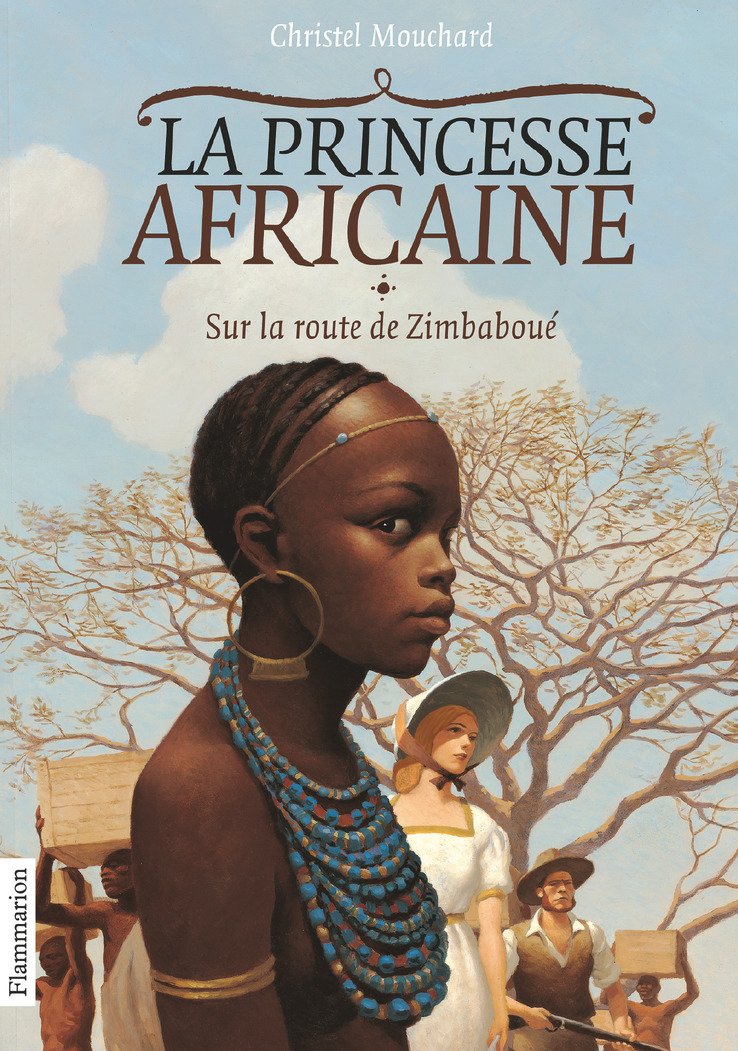 Christel Mouchard
LA PRINCESSE
AFRICAINE
Sur la route de Zimbaboué
Flammarion